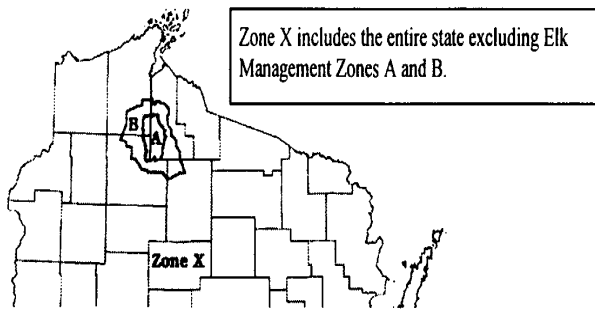 Zone X includes the entire state excluding Elk
Management Zones A and B.
B
A
Zone X